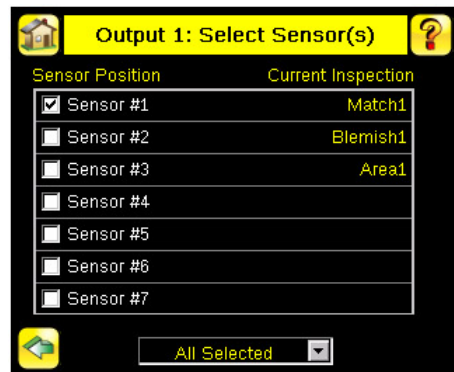 Output 1: Select Sensor(s)
Sensor Position Current Inspection
Sensor #1 Match1
Sensor #2 Blemish1
Sensor #3 Area1
Sensor #4
Sensor #5
Sensor #6
Sensor #7
All Selected